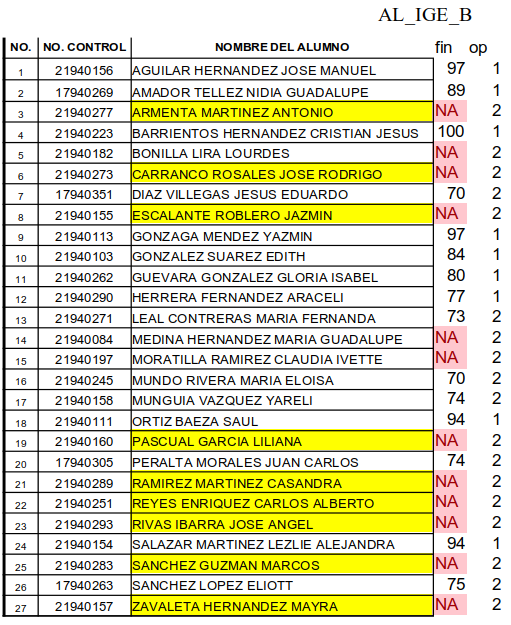 AL_IGE_B
NO. NO. CONTROL NOMBRE DEL ALUMNO fin op
1 21940156 AGUILAR HERNANDEZ JOSE MANUEL 97 1
2 17940269 AMADOR TELLEZ NIDIA GUADALUPE 89 1
3 21940277 ARMENTA MARTINEZ ANTONIO NA 2
4 21940223 BARRIENTOS HERNANDEZ CRISTIAN JESUS 100 1
5 21940182 BONILLA LIRA LOURDES NA 2
6 21940273 CARRANCO ROSALES JOSE RODRIGO NA 2
7 17940351 DIAZ VILLEGAS JESUS EDUARDO 70 2
8 21940155 ESCALANTE ROBLERO JAZMIN NA 2
9 21940113 GONZAGA MENDEZ YAZMIN 97 1
10 21940103 GONZALEZ SUAREZ EDITH 84 1
11 21940262 GUEVARA GONZALEZ GLORIA ISABEL 80 1
12 21940290 HERRERA FERNANDEZ ARACELI 77 1
13 21940271 LEAL CONTRERAS MARIA FERNANDA 73 2
14 21940084 MEDINA HERNANDEZ MARIA GUADALUPE NA 2
15 21940197 MORATILLA RAMIREZ CLAUDIA IVETTE NA 2
16 21940245 MUNDO RIVERA MARIA ELOISA 70 2
17 21940158 MUNGUIA VAZQUEZ YARELI 74 2
18 21940111 ORTIZ BAEZA SAUL 94 1
19 21940160 PASCUAL GARCIA LILIANA NA 2
20 17940305 PERALTA MORALES JUAN CARLOS 74 2
21 21940289 RAMIREZ MARTINEZ CASANDRA NA 2
22 21940251 REYES ENRIQUEZ CARLOS ALBERTO NA 2
23 21940293 RIVAS IBARRA JOSE ANGEL NA 2
24 21940154 SALAZAR MARTINEZ LEZLIE ALEJANDRA 94 1
25 21940283 SANCHEZ GUZMAN MARCOS NA 2
26 17940263 SANCHEZ LOPEZ ELIOTT 75 2
27 21940157 ZAVALETA HERNANDEZ MAYRA NA 2